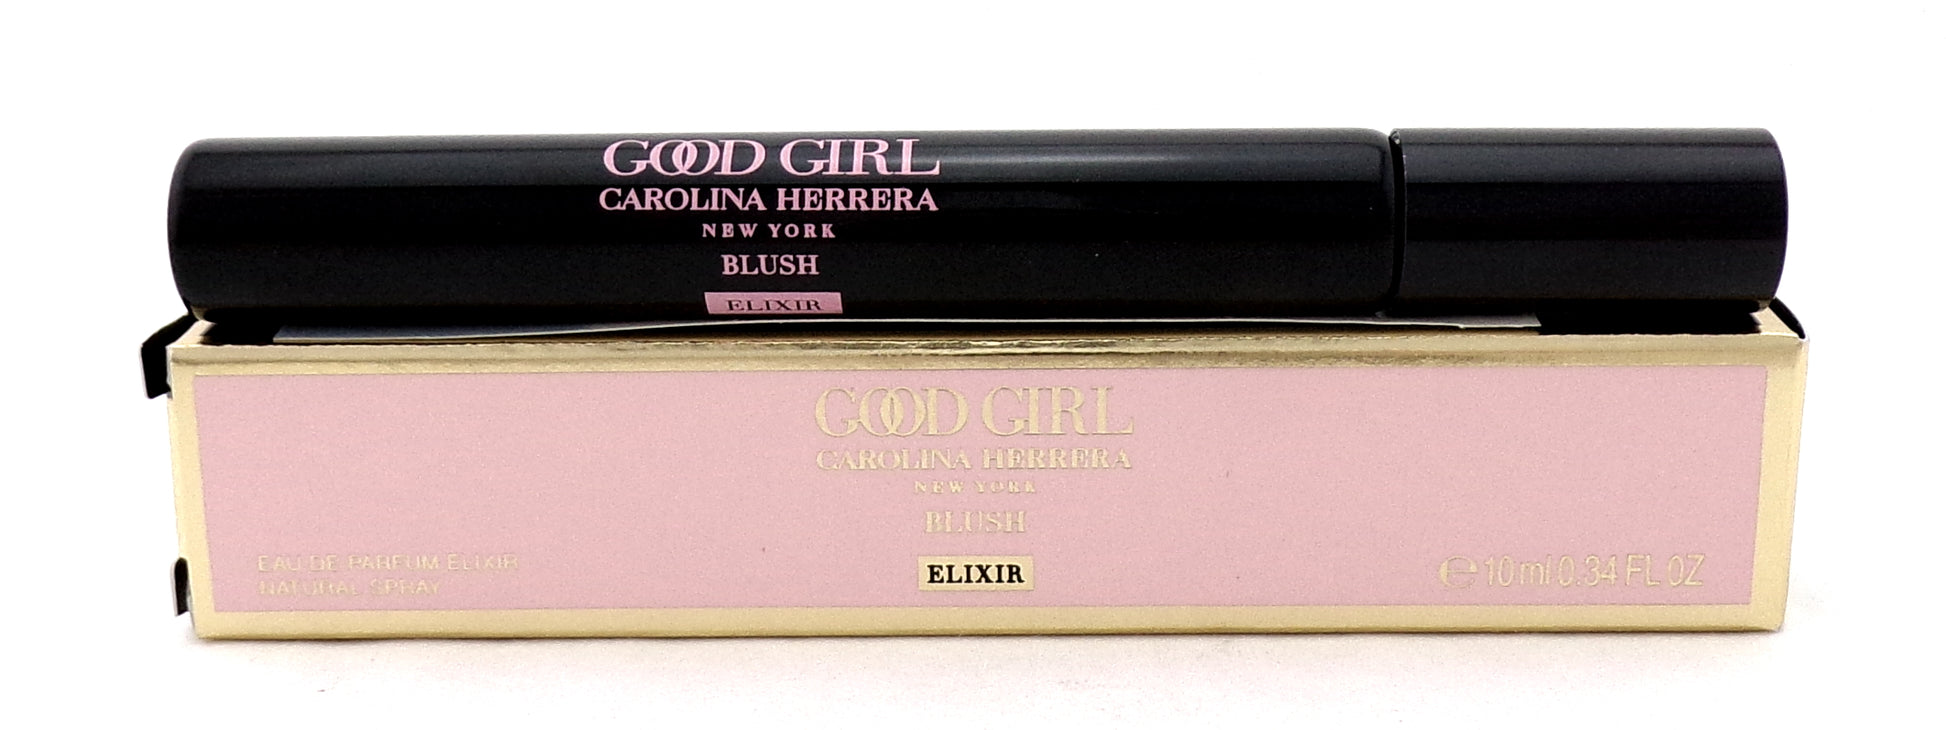 GOOD GIRL
CAROLINA HERRERA
NEW YORK
BLUSH
ELIXIR
GOOD GIRL
CAROLINA HERRERA
NEW YORK
BLUSH
ELIXIR
EAU DE PARFUM ELIXIR
NATURAL SPRAY
℮ 10 ml 0.34 FL OZ